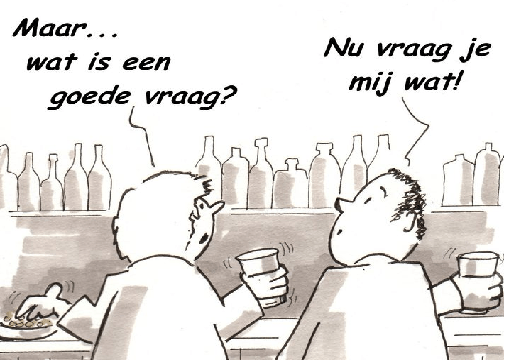 Maar...
wat is een
goede vraag?
Nu vraag je
mij wat!